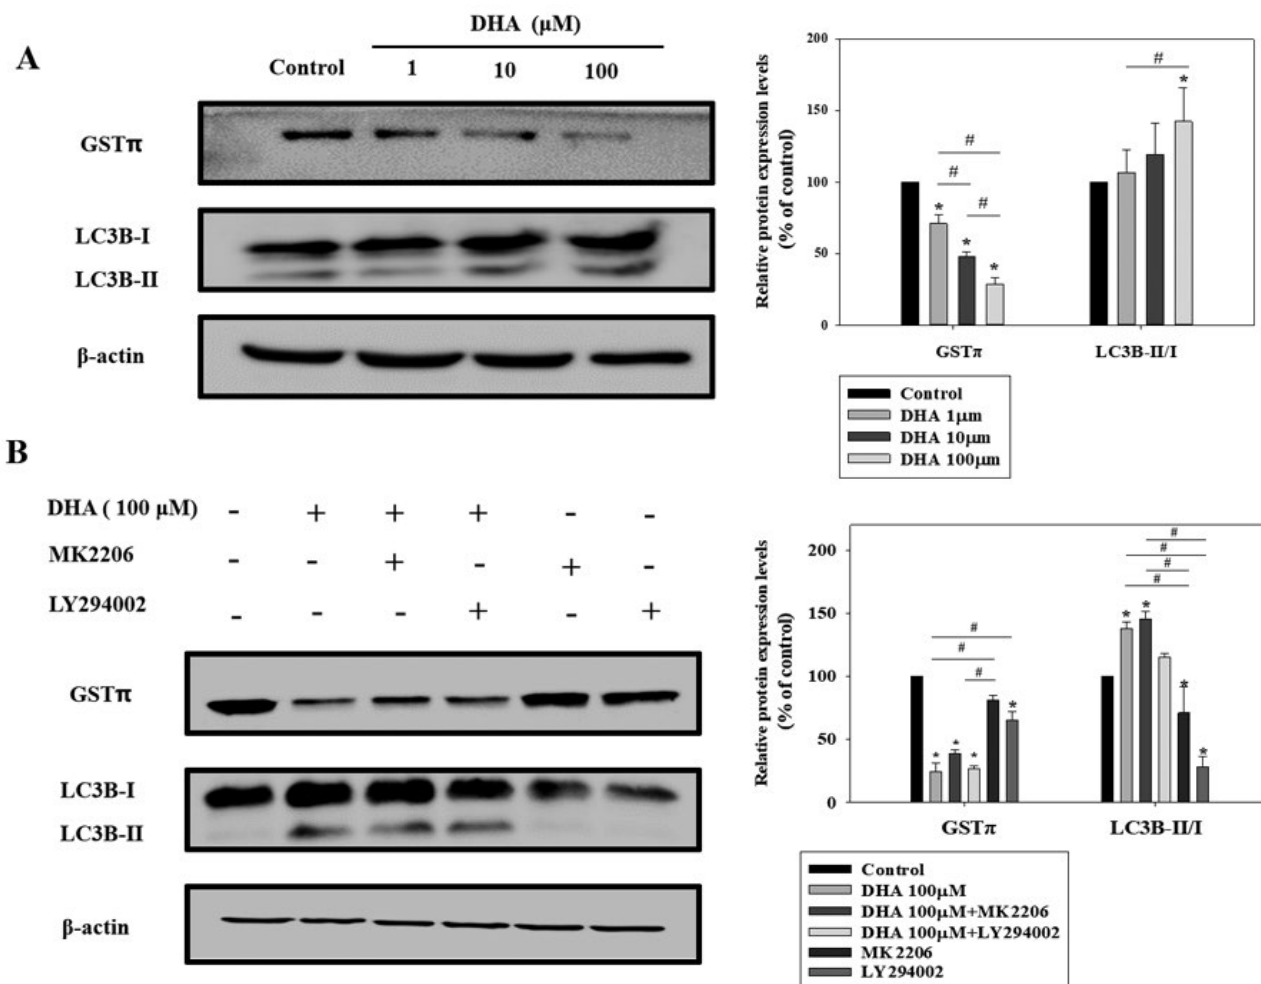 A
DHA (μM)
Control 1 10 100
GSTπ
LC3B-I
LC3B-II
β-actin
Relative protein expression levels
(% of control)
200
150
100
50
0
#
*
#
#
#
*
*
*
GSTπ LC3B-II/I
Control
DHA 1μm
DHA 10μm
DHA 100μm
B
DHA ( 100 μM) - + + + - -
MK2206 - - + - + -
LY294002 - - - + - +
GSTπ
LC3B-I
LC3B-II
β-actin
Relative protein expression levels
(% of control)
200
150
100
50
0
#
#
#
#
#
#
#
* * * *
* * * *
GSTπ LC3B-II/I
Control
DHA 100μM
DHA 100μM+MK2206
DHA 100μM+LY294002
MK2206
LY294002